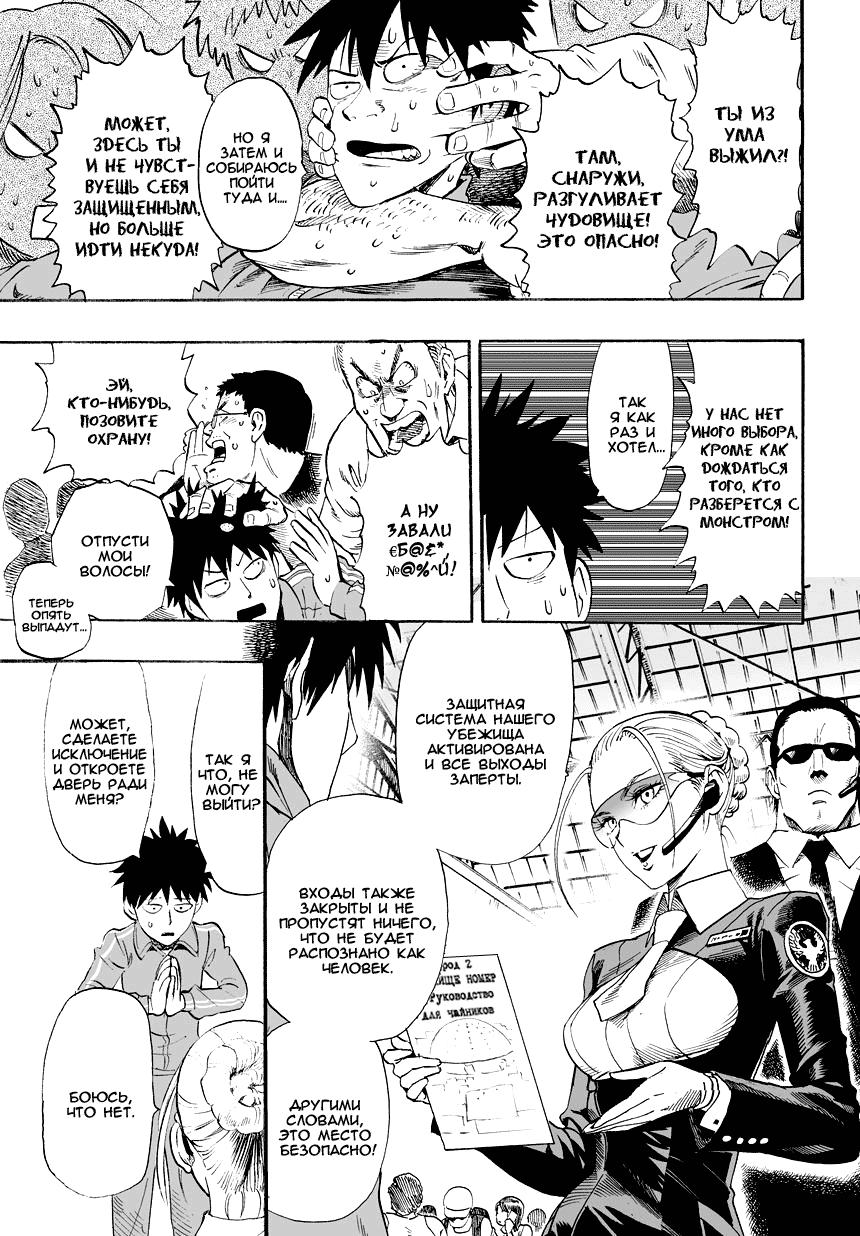 ТЫ ИЗ
УМА
ВЫЖИЛ?!
ТАМ,
СНАРУЖИ,
РАЗГУЛИВАЕТ
ЧУДОВИЩЕ!
ЭТО ОПАСНО!
НО Я
ЗАТЕМ И
СОБИРАЮСЬ
ПОЙТИ
ТУДА И....
МОЖЕТ,
ЗДЕСЬ ТЫ
И НЕ ЧУВСТ-
ВУЕШЬ СЕБЯ
ЗАЩИЩЕННЫМ,
НО БОЛЬШЕ
ИДТИ НЕКУДА!
У НАС НЕТ
ИНОГО ВЫБОРА,
КРОМЕ КАК
ДОЖДАТЬСЯ
ТОГО, КТО
РАЗБЕРЕТСЯ С
МОНСТРОМ!
ТАК
Я КАК
РАЗ И
ХОТЕЛ...
А НУ
ЗАВАЛИ
€Б@£*,
№@%^Й!
ЭЙ,
КТО-НИБУДЬ,
ПОЗОВИТЕ
ОХРАНУ!
ОТПУСТИ
МОИ
ВОЛОСЫ!
ТЕПЕРЬ
ОПЯТЬ
ВЫПАДУТ...
ЗАЩИТНАЯ
СИСТЕМА НАШЕГО
УБЕЖИЩА
АКТИВИРОВАНА
И ВСЕ ВЫХОДЫ
ЗАПЕРТЫ.
ВХОДЫ ТАКЖЕ
ЗАКРЫТЫ И НЕ
ПРОПУСТЯТ НИЧЕГО,
ЧТО НЕ БУДЕТ
РАСПОЗНАНО КАК
ЧЕЛОВЕК.
РОД 2
ИЩЕ НОМЕР
РУКОВОДСТВО
ДЛЯ ЧАЙНИКОВ
ДРУГИМИ
СЛОВАМИ,
ЭТО МЕСТО
БЕЗОПАСНО!
ТАК Я
ЧТО, НЕ
МОГУ
ВЫЙТИ?
МОЖЕТ,
СДЕЛАЕТЕ
ИСКЛЮЧЕНИЕ
И ОТКРОЕТЕ
ДВЕРЬ РАДИ
МЕНЯ?
БОЮСЬ,
ЧТО НЕТ.